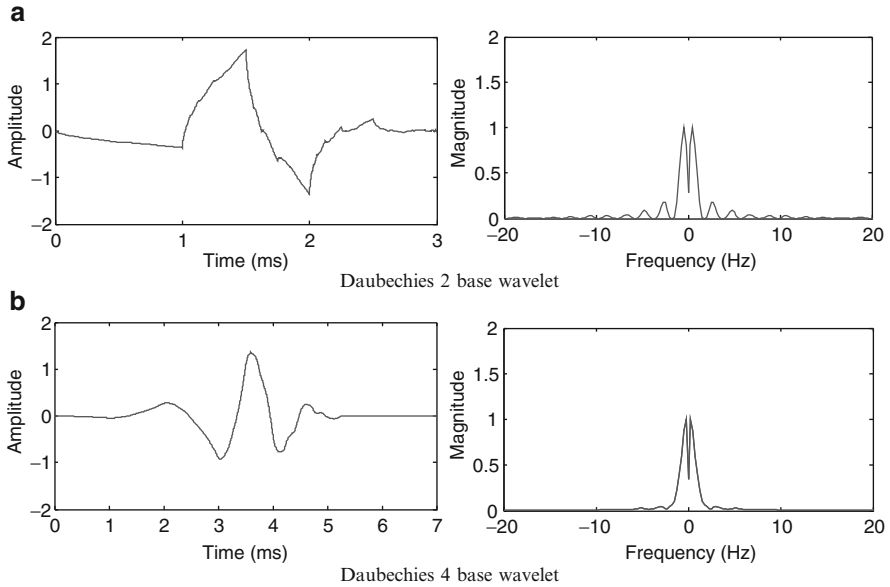 a
2
1
0
−1
−2
Amplitude
0 1 2 3
Time (ms)
2
1.5
1
0.5
0
Magnitude
−20 −10 0 10 20
Frequency (Hz)
Daubechies 2 base wavelet
b
2
1
0
−1
−2
Amplitude
0 1 2 3 4 5 6 7
Time (ms)
2
1.5
1
0.5
0
Magnitude
−20 −10 0 10 20
Frequency (Hz)
Daubechies 4 base wavelet